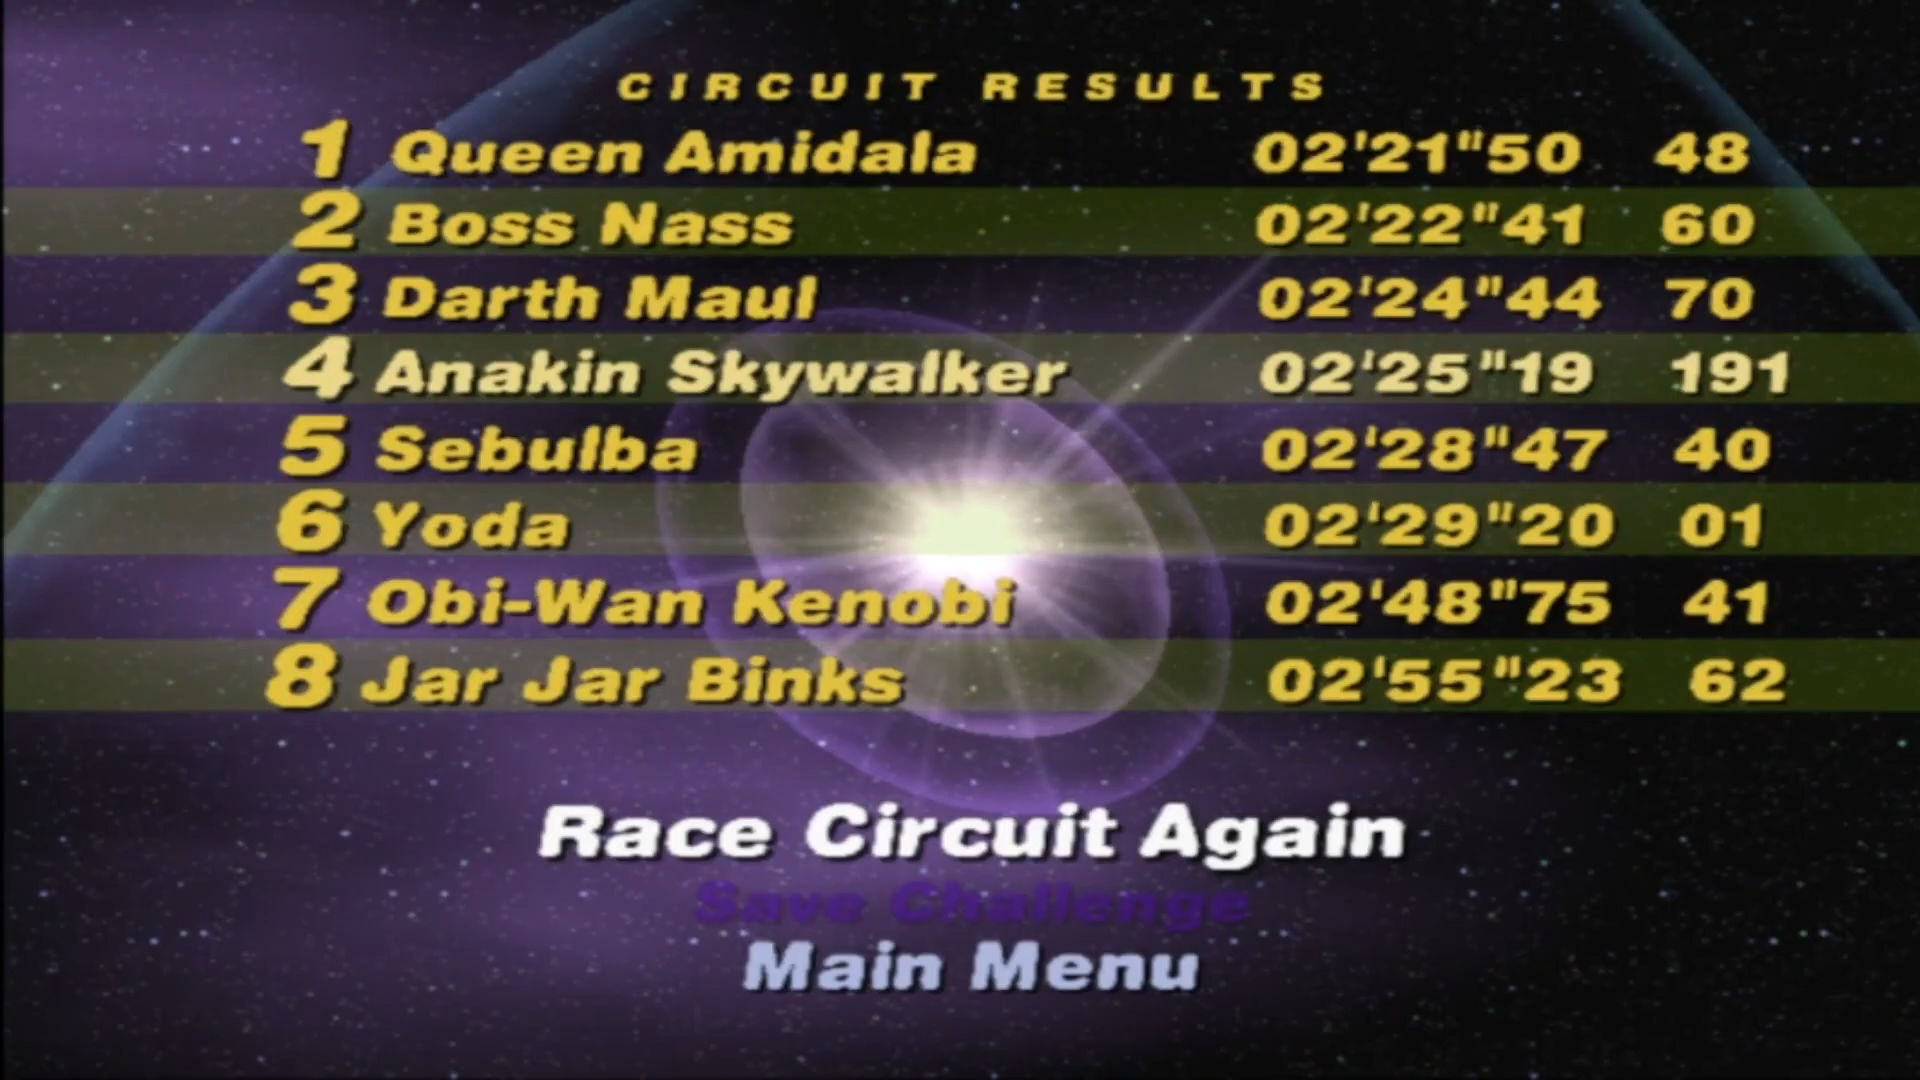 CIRCUIT RESULTS
1 Queen Amidala 02'21"50 48
2 Boss Nass 02'22"41 60
3 Darth Maul 02'24"44 70
4 Anakin Skywalker 02'25"19 191
5 Sebulba 02'28"47 40
6 Yoda 02'29"20 01
7 Obi-Wan Kenobi 02'48"75 41
8 Jar Jar Binks 02'55"23 62
Race Circuit Again
Save Challenge
Main Menu